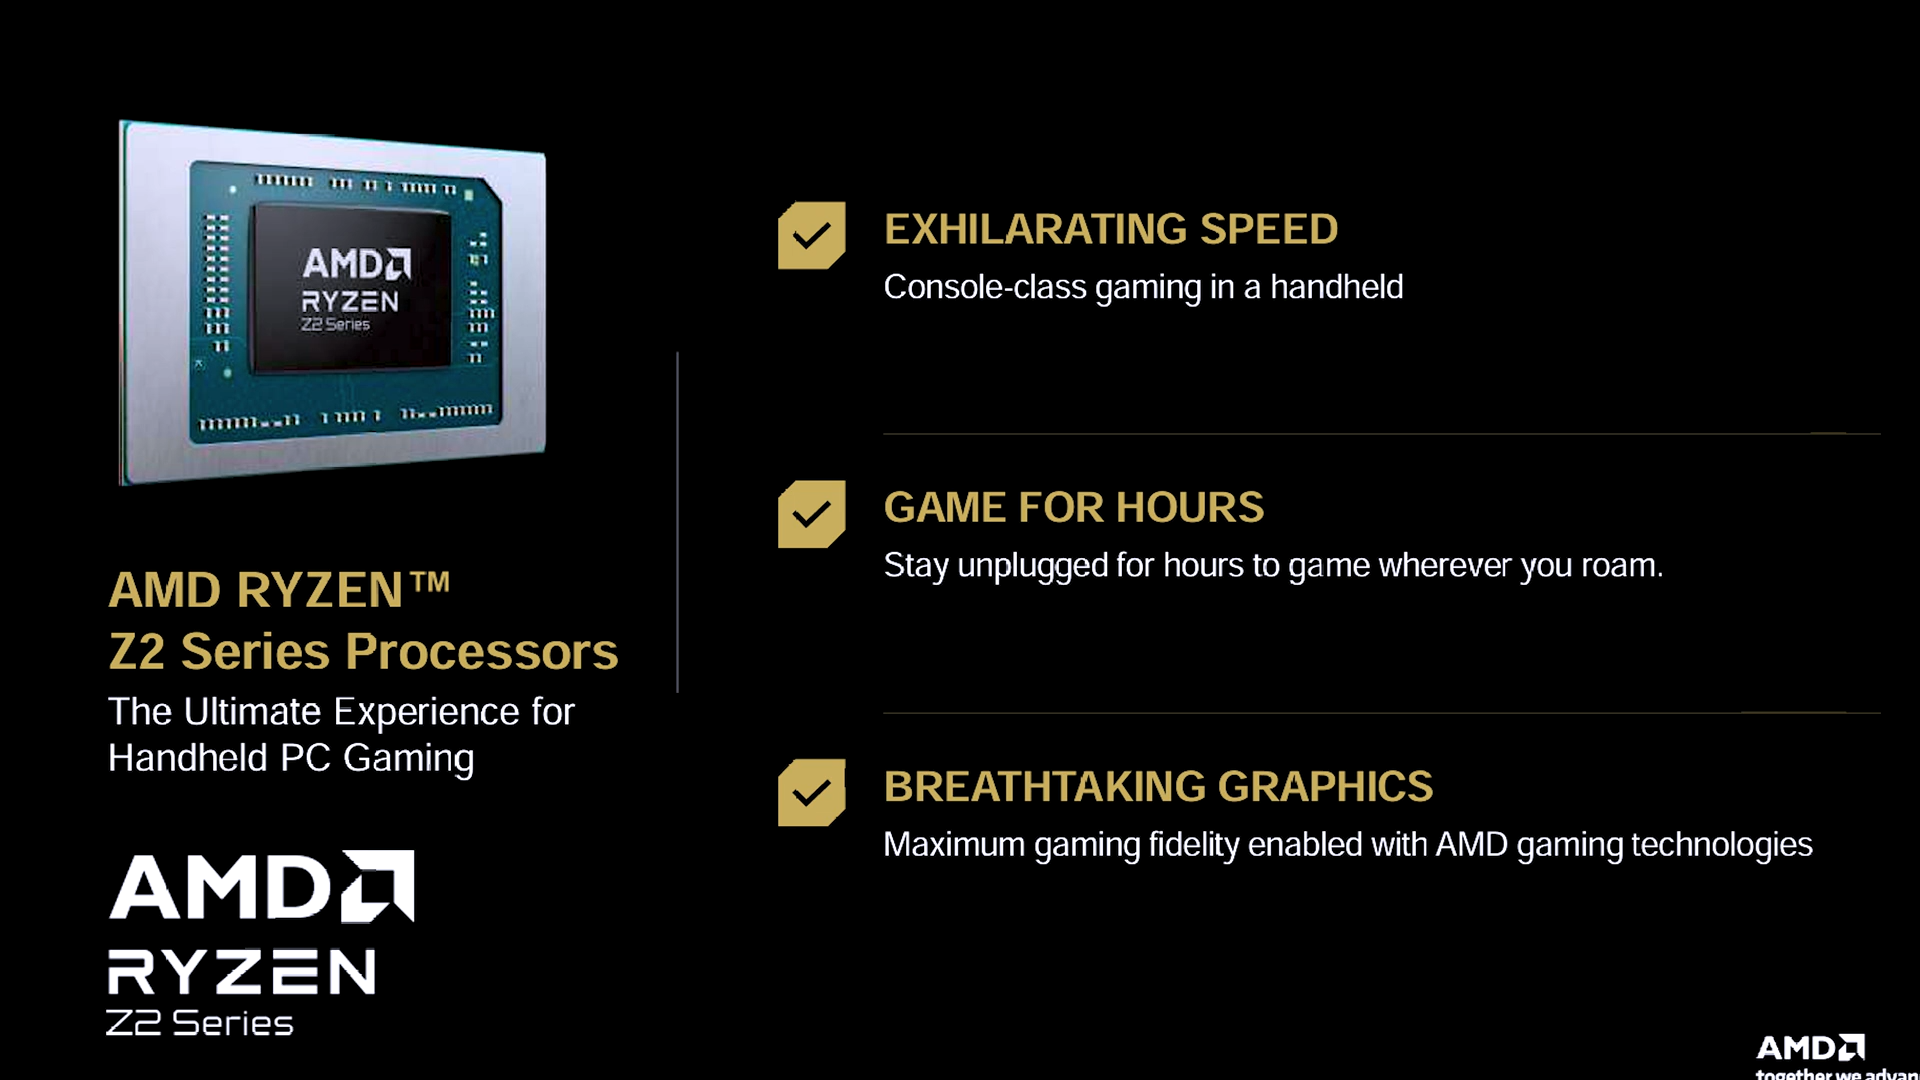 AMD
RYZEN
Z2 Series
AMD RYZEN™
Z2 Series Processors
The Ultimate Experience for
Handheld PC Gaming
AMD
RYZEN
Z2 Series
EXHILARATING SPEED
Console-class gaming in a handheld
GAME FOR HOURS
Stay unplugged for hours to game wherever you roam.
BREATHTAKING GRAPHICS
Maximum gaming fidelity enabled with AMD gaming technologies
AMD
together we